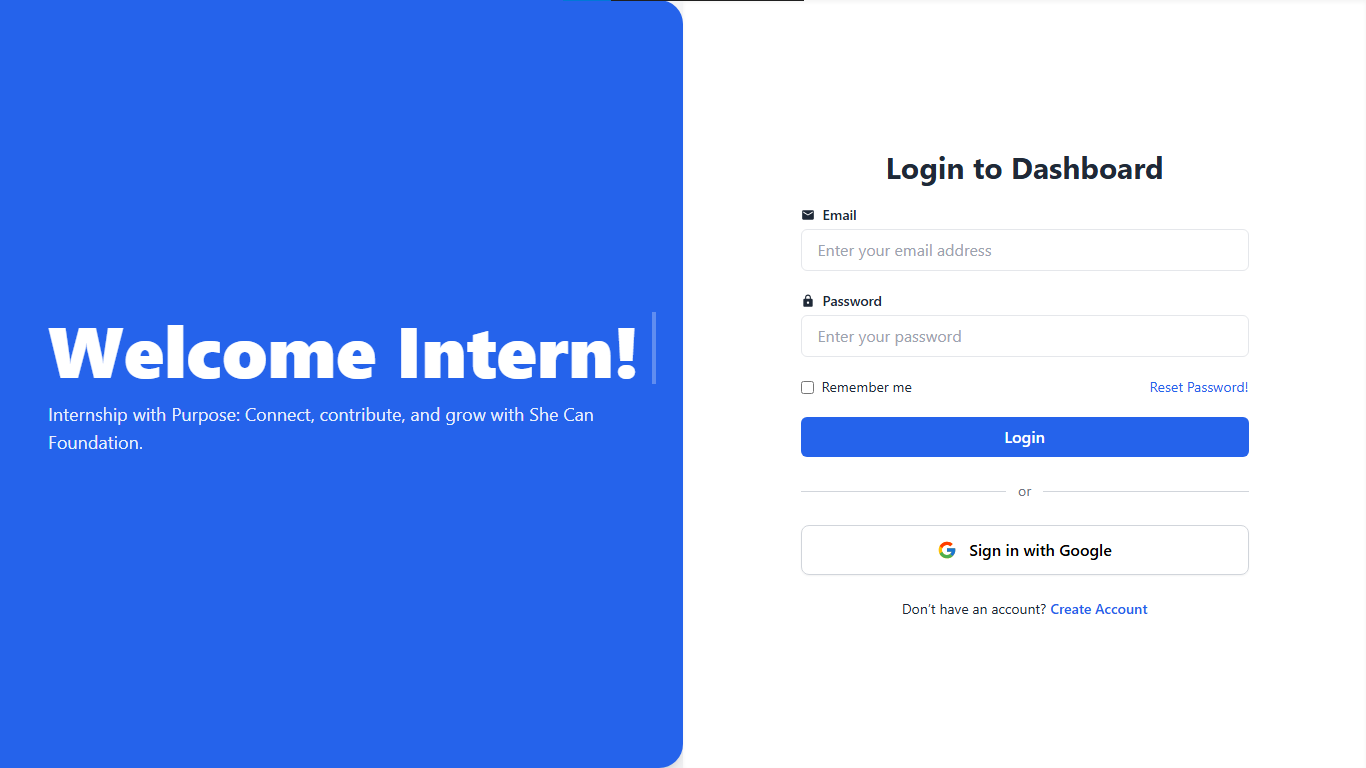 Welcome Intern!
Internship with Purpose: Connect, contribute, and grow with She Can
Foundation.
Login to Dashboard
Email
Enter your email address
Password
Enter your password
Remember me
Reset Password!
Login
or
Sign in with Google
Don’t have an account? Create Account